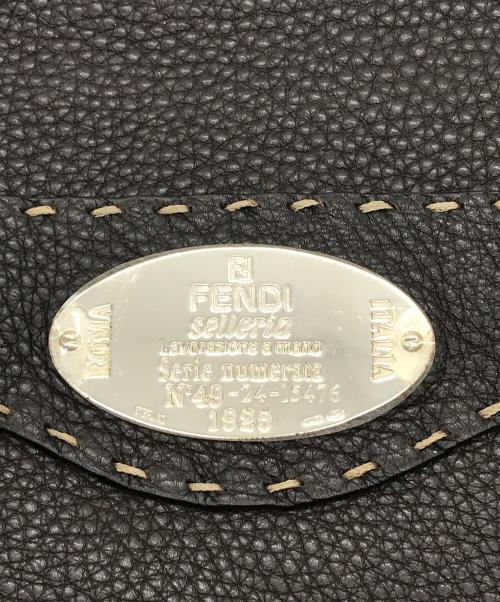 FENDI
selleria
Lavorazione a mano
Serie numerata
N°49-24-19476
1925
ROMA
ITALIA